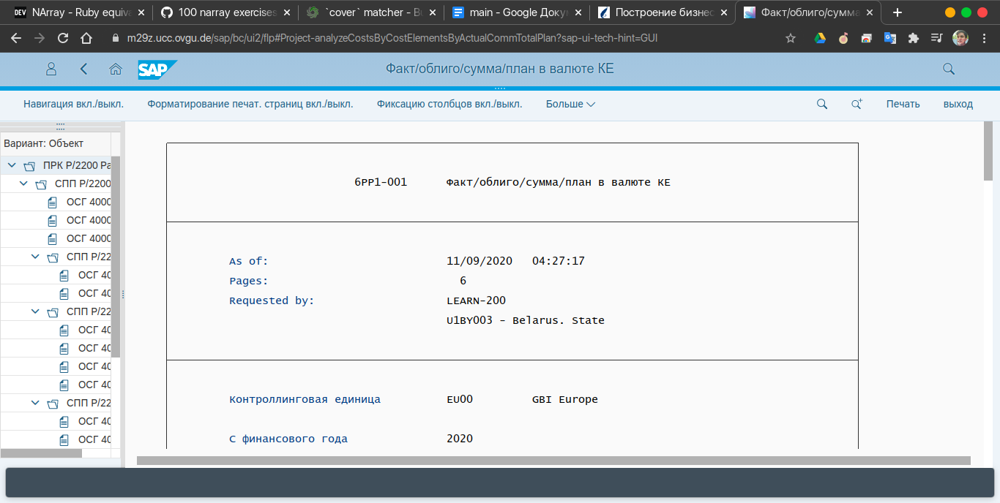 NArray - Ruby equiva
100 narray exercises
`cover` matcher - Bu
main - Google Доку
Построение бизнес
Факт/облиго/сумма
m29z.ucc.ovgu.de/sap/bc/ui2/flp#Project-analyzeCostsByCostElementsByActualCommTotalPlan?sap-ui-tech-hint=GUI
SAP
Факт/облиго/сумма/план в валюте КЕ
Навигация вкл./выкл.
Форматирование печат. страниц вкл./выкл.
Фиксацию столбцов вкл./выкл.
Больше
Печать
выход
Вариант: Объект
ПРК P/2200 Ра
СПП P/2200
ОСГ 4000
ОСГ 4000
ОСГ 4000
СПП P/22
ОСГ 40
ОСГ 40
СПП P/22
ОСГ 40
ОСГ 40
ОСГ 40
ОСГ 40
СПП P/22
ОСГ 40
ОСГ 40
6PP1-001 Факт/облиго/сумма/план в валюте КЕ
As of: 11/09/2020 04:27:17
Pages: 6
Requested by: LEARN-200
U1BY003 - Belarus. State
Контроллинговая единица EU00 GBI Europe
С финансового года 2020